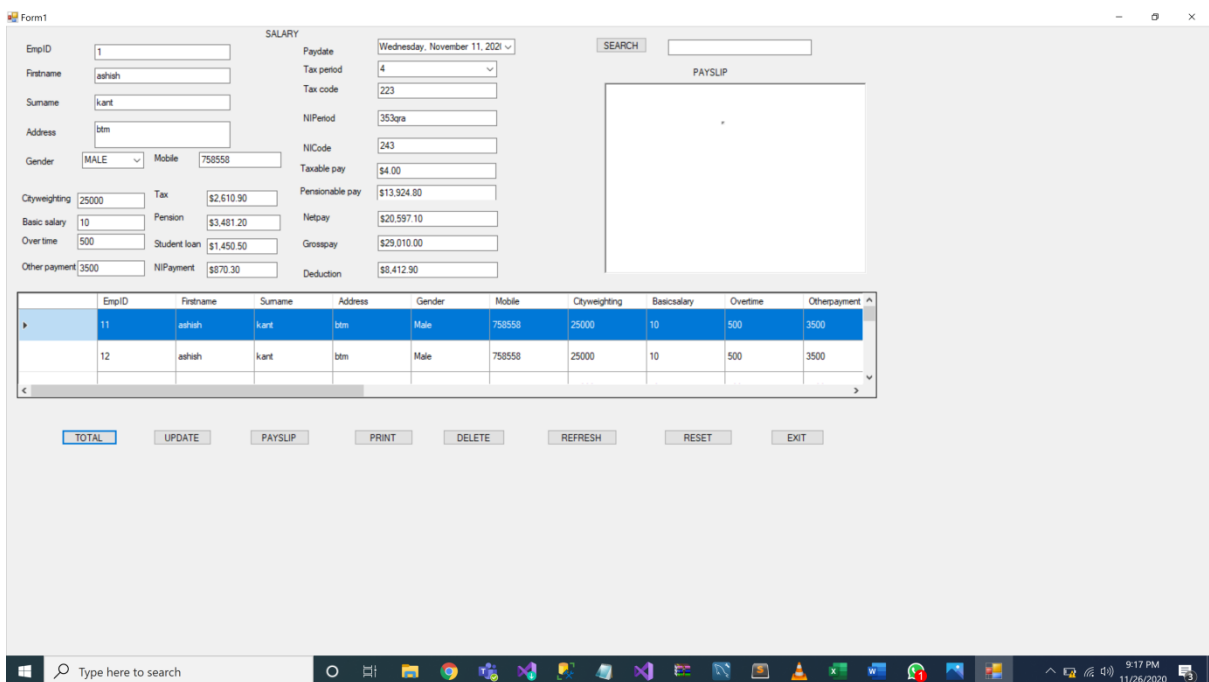 Form1
SALARY
EmpID 1
Firstname ashish
Surname kant
Address btm
Gender MALE Mobile 758558
Cityweighting 25000 Tax $2,610.90
Basic salary 10 Pension $3,481.20
Over time 500 Student loan $1,450.50
Other payment 3500 NIPayment $870.30
Paydate Wednesday, November 11, 202
Tax period 4
Tax code 223
NIPeriod 353qra
NICode 243
Taxable pay $4.00
Pensionable pay $13,924.80
Netpay $20,597.10
Grosspay $29,010.00
Deduction $8,412.90
SEARCH
PAYSLIP
EmpID Firstname Surname Address Gender Mobile Cityweighting Basicsalary Overtime Otherpayment
11 ashish kant btm Male 758558 25000 10 500 3500
12 ashish kant btm Male 758558 25000 10 500 3500
TOTAL UPDATE PAYSLIP PRINT DELETE REFRESH RESET EXIT
Type here to search
9:17 PM
11/26/2020